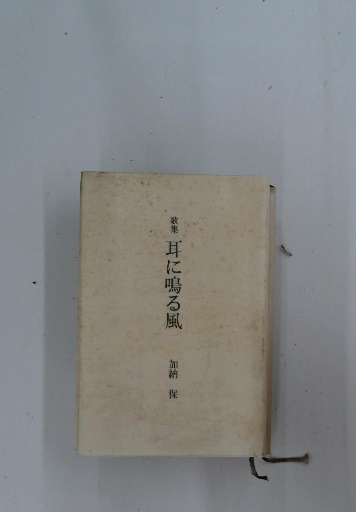 歌集
耳に鳴る風
加納 保